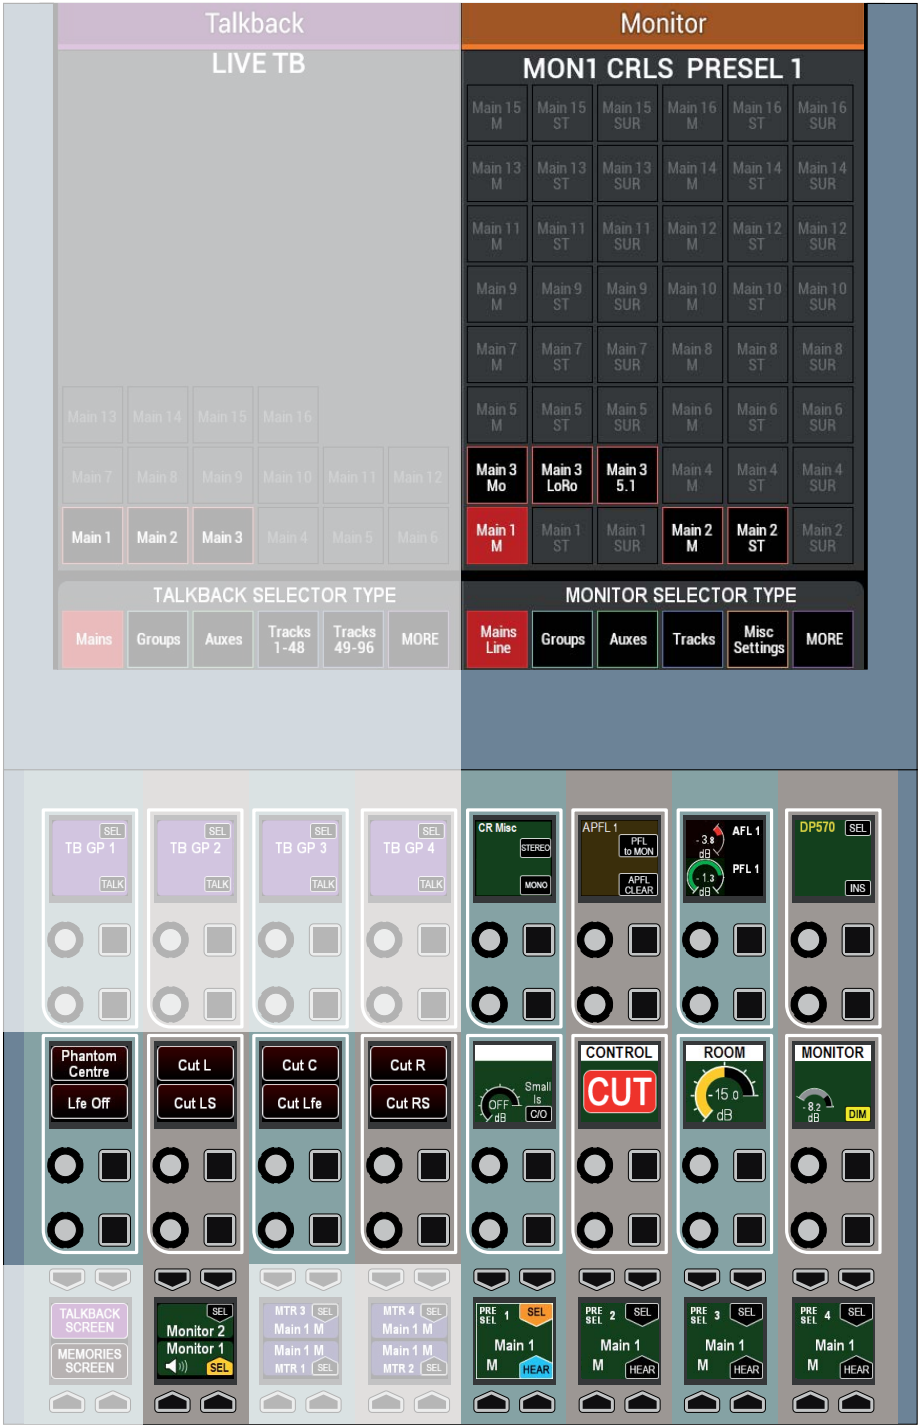 Talkback
LIVE TB
Main 13 Main 14 Main 15 Main 16
Main 7 Main 8 Main 9 Main 10 Main 11 Main 12
Main 1 Main 2 Main 3 Main 4 Main 5 Main 6
TALKBACK SELECTOR TYPE
Mains Groups Auxes Tracks 1-48 Tracks 49-96 MORE
Monitor
MON1 CRLS PRESEL 1
Main 15 Main 15 Main 15 Main 16 Main 16 Main 16
M ST SUR M ST SUR
Main 13 Main 13 Main 13 Main 14 Main 14 Main 14
M ST SUR M ST SUR
Main 11 Main 11 Main 11 Main 12 Main 12 Main 12
M ST SUR M ST SUR
Main 9 Main 9 Main 9 Main 10 Main 10 Main 10
M ST SUR M ST SUR
Main 7 Main 7 Main 7 Main 8 Main 8 Main 8
M ST SUR M ST SUR
Main 5 Main 5 Main 5 Main 6 Main 6 Main 6
M ST SUR M ST SUR
Main 3 Main 3 Main 3 Main 4 Main 4 Main 4
Mo LoRo 5.1 M ST SUR
Main 1 Main 1 Main 1 Main 2 Main 2 Main 2
M ST SUR M ST SUR
MONITOR SELECTOR TYPE
Mains Line Groups Auxes Tracks Misc Settings MORE
SEL
TB GP 1
TALK
SEL
TB GP 2
TALK
SEL
TB GP 3
TALK
SEL
TB GP 4
TALK
CR Misc
STEREO
MONO
APFL 1
PFL
to MON
APFL
CLEAR
AFL 1
- 3.8
dB
PFL 1
- 1.3
dB
DP570 SEL
INS
Phantom
Centre
Lfe Off
Cut L
Cut LS
Cut C
Cut Lfe
Cut R
Cut RS
Small
ls
OFF
dB
C/O
CONTROL
CUT
ROOM
-15.0
dB
MONITOR
- 8.2
dB
DIM
TALKBACK
SCREEN
MEMORIES
SCREEN
SEL
Monitor 2
Monitor 1
SEL
MTR 3 SEL
Main 1 M
Main 1 M
MTR 1 SEL
MTR 4 SEL
Main 1 M
Main 1 M
MTR 2 SEL
PRE SEL 1 SEL
Main 1
M HEAR
PRE SEL 2 SEL
Main 1
M HEAR
PRE SEL 3 SEL
Main 1
M HEAR
PRE SEL 4 SEL
Main 1
M HEAR